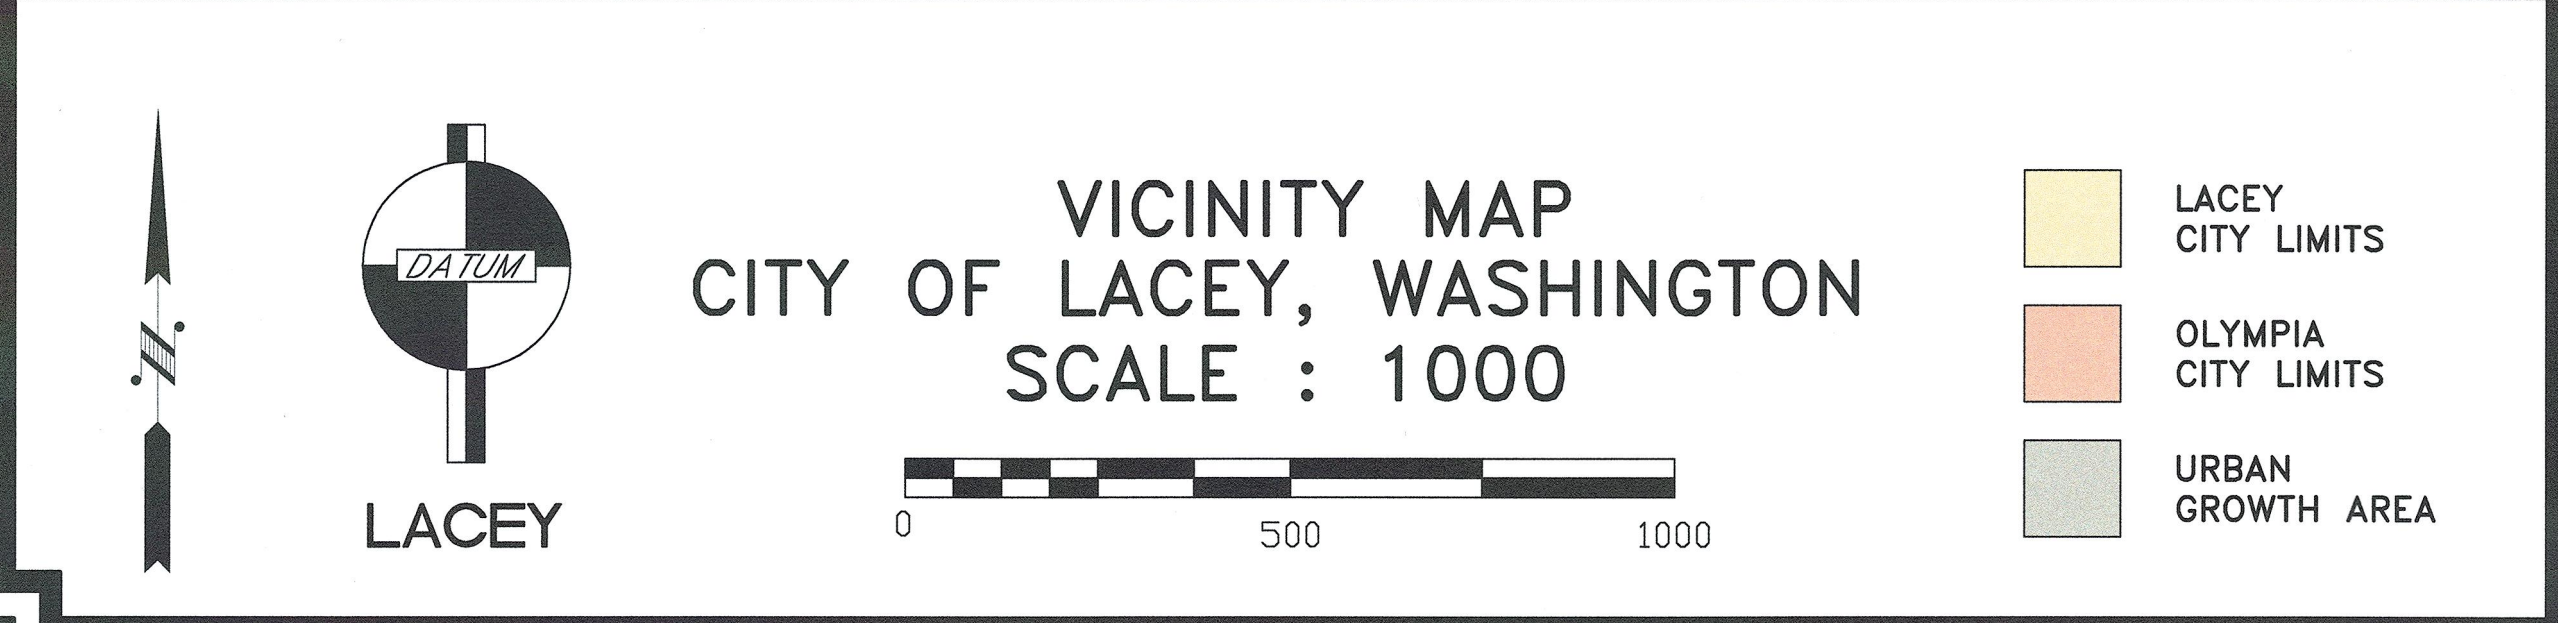 N
DATUM
LACEY
VICINITY MAP
CITY OF LACEY, WASHINGTON
SCALE : 1000
0 500 1000
LACEY
CITY LIMITS
OLYMPIA
CITY LIMITS
URBAN
GROWTH AREA